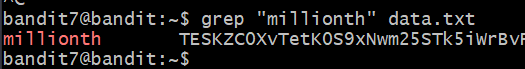 bandit7@bandit:~$ grep "millionth" data.txt
millionth TESKZC0XvTetK0S9xNwm25STk5iWrBvP
bandit7@bandit:~$